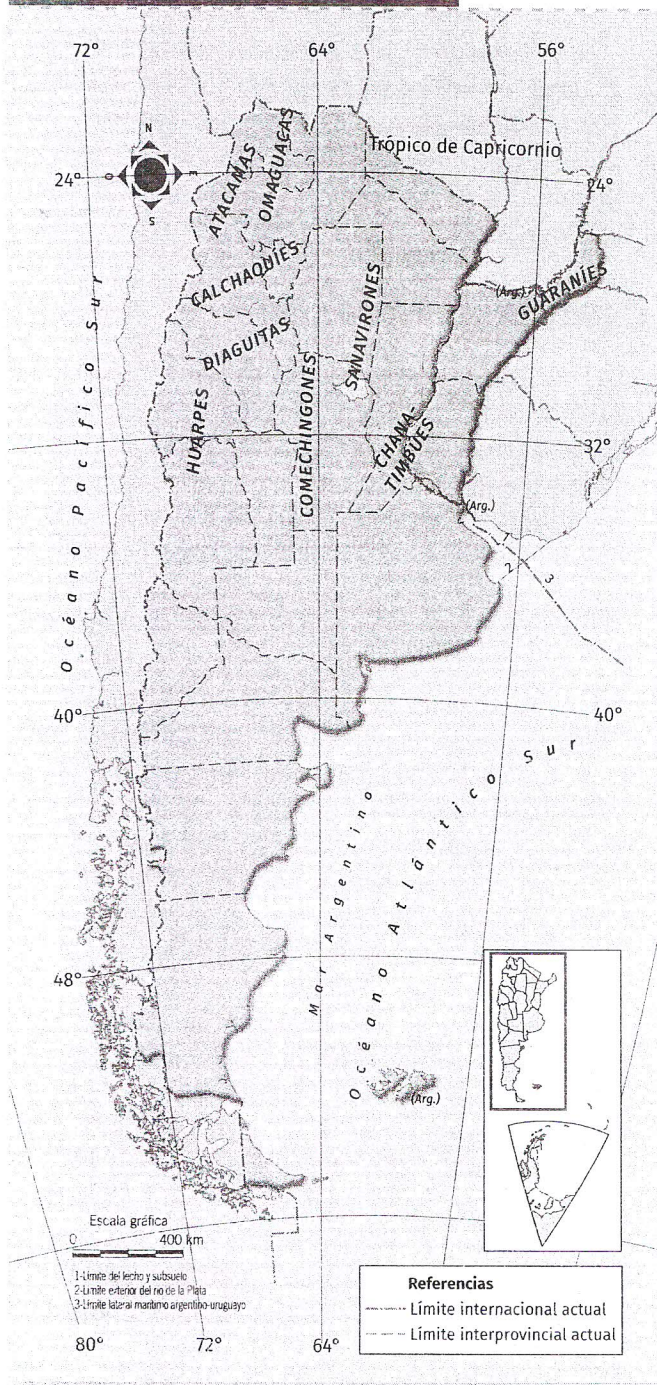 72°
64°
56°
N
O
E
S
24°
Trópico de Capricornio
24°
ATACAMAS
OMAGUACAS
CALCHAQUÍES
DIAGUITAS
HUARPES
COMECHINGONES
SANAVIRONES
CHANA-
TIMBUES
(Arg.)
GUARANÍES
32°
(Arg.)
1
2
3
Océano Pacífico Sur
40°
40°
Mar Argentino
Océano Atlántico Sur
48°
(Arg.)
Escala gráfica
0 400 km
1-Límite del lecho y subsuelo
2-Límite exterior del río de la Plata
3-Límite lateral marítimo argentino-uruguayo
Referencias
Límite internacional actual
Límite interprovincial actual
80°
72°
64°